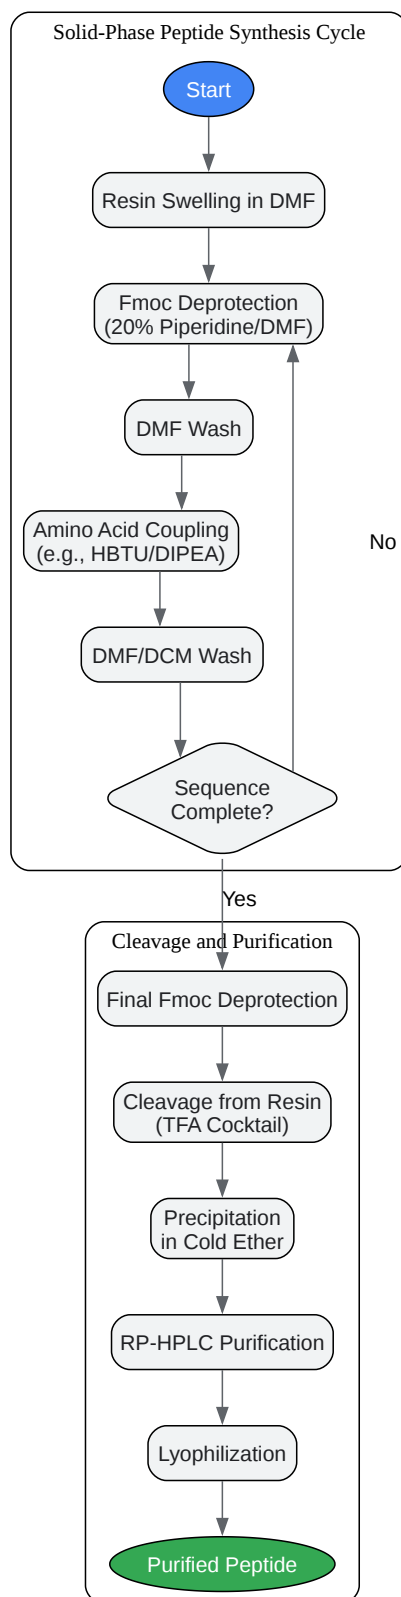 Solid-Phase Peptide Synthesis Cycle
Start
Resin Swelling in DMF
Fmoc Deprotection
(20% Piperidine/DMF)
DMF Wash
Amino Acid Coupling
(e.g., HBTU/DIPEA)
No
DMF/DCM Wash
Sequence
Complete?
Yes
Cleavage and Purification
Final Fmoc Deprotection
Cleavage from Resin
(TFA Cocktail)
Precipitation
in Cold Ether
RP-HPLC Purification
Lyophilization
Purified Peptide